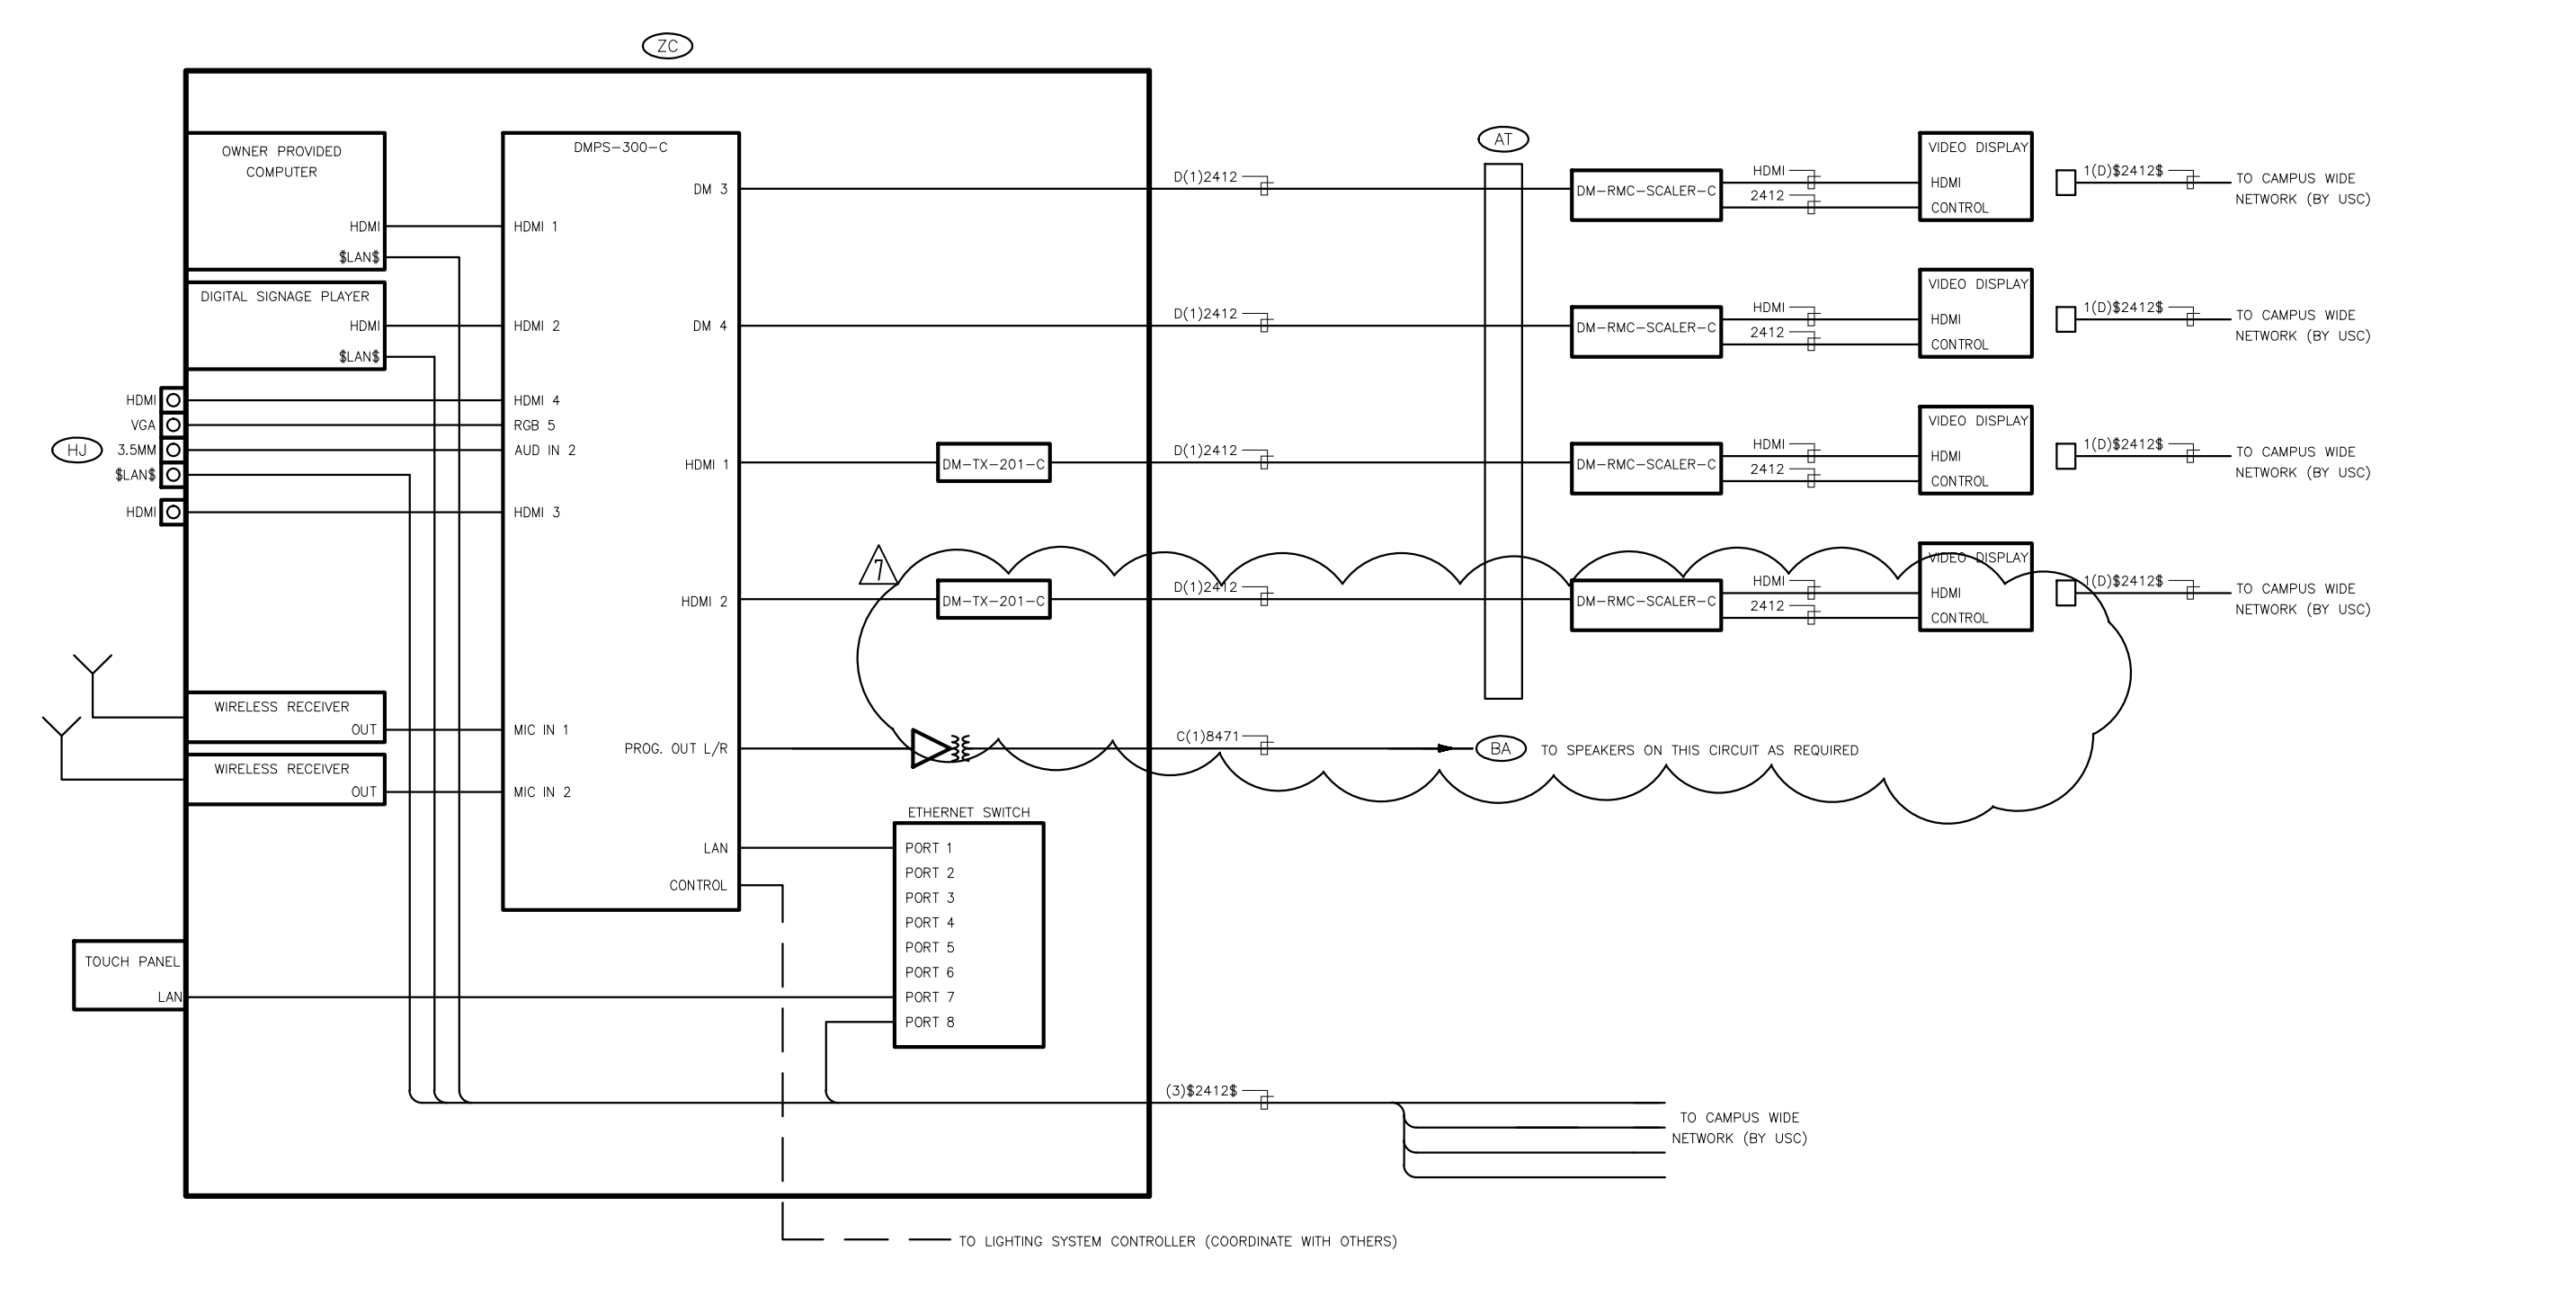 ZC
OWNER PROVIDED
COMPUTER
HDMI
$LAN$
DIGITAL SIGNAGE PLAYER
HDMI
$LAN$
HJ
HDMI
VGA
3.5MM
$LAN$
HDMI
WIRELESS RECEIVER
OUT
WIRELESS RECEIVER
OUT
TOUCH PANEL
LAN
DMPS-300-C
HDMI 1
HDMI 2
HDMI 4
RGB 5
AUD IN 2
HDMI 3
MIC IN 1
MIC IN 2
DM 3
DM 4
HDMI 1
HDMI 2
PROG. OUT L/R
LAN
CONTROL
DM-TX-201-C
7
DM-TX-201-C
ETHERNET SWITCH
PORT 1
PORT 2
PORT 3
PORT 4
PORT 5
PORT 6
PORT 7
PORT 8
D(1)2412
D(1)2412
D(1)2412
D(1)2412
C(1)8471
(3)$2412$
AT
BA
TO SPEAKERS ON THIS CIRCUIT AS REQUIRED
DM-RMC-SCALER-C
HDMI
2412
VIDEO DISPLAY
HDMI
CONTROL
1(D)$2412$
TO CAMPUS WIDE
NETWORK (BY USC)
DM-RMC-SCALER-C
HDMI
2412
VIDEO DISPLAY
HDMI
CONTROL
1(D)$2412$
TO CAMPUS WIDE
NETWORK (BY USC)
DM-RMC-SCALER-C
HDMI
2412
VIDEO DISPLAY
HDMI
CONTROL
1(D)$2412$
TO CAMPUS WIDE
NETWORK (BY USC)
DM-RMC-SCALER-C
HDMI
2412
VIDEO DISPLAY
HDMI
CONTROL
1(D)$2412$
TO CAMPUS WIDE
NETWORK (BY USC)
TO CAMPUS WIDE
NETWORK (BY USC)
TO LIGHTING SYSTEM CONTROLLER (COORDINATE WITH OTHERS)